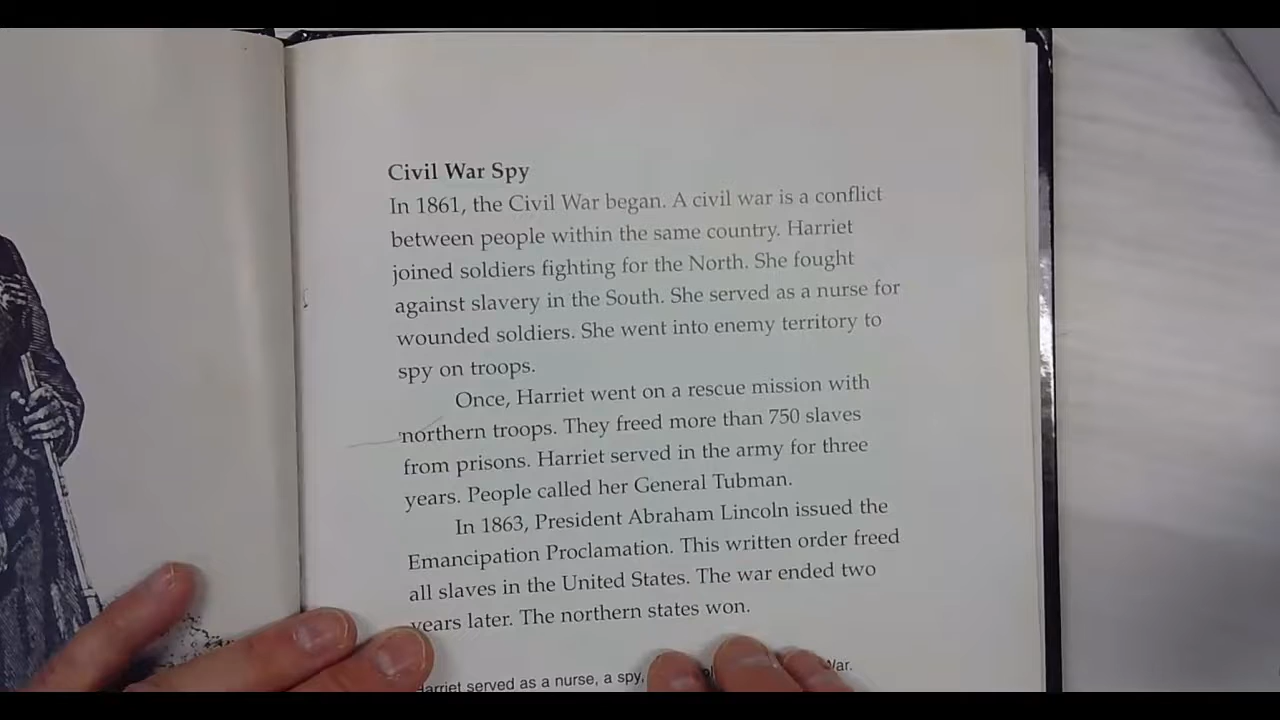 Civil War Spy
In 1861, the Civil War began. A civil war is a conflict
between people within the same country. Harriet
joined soldiers fighting for the North. She fought
against slavery in the South. She served as a nurse for
wounded soldiers. She went into enemy territory to
spy on troops.
Once, Harriet went on a rescue mission with
northern troops. They freed more than 750 slaves
from prisons. Harriet served in the army for three
years. People called her General Tubman.
In 1863, President Abraham Lincoln issued the
Emancipation Proclamation. This written order freed
all slaves in the United States. The war ended two
years later. The northern states won.
Harriet served as a nurse, a spy, War.